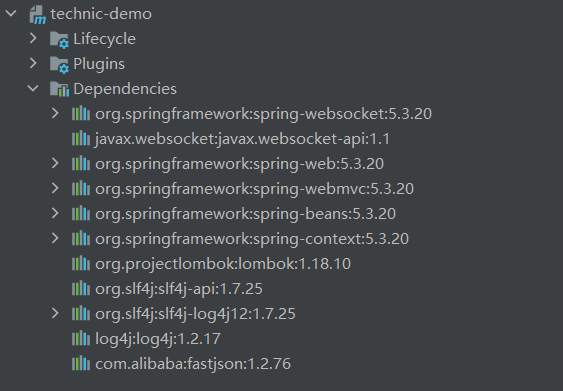 technic-demo
Lifecycle
Plugins
Dependencies
org.springframework:spring-websocket:5.3.20
javax.websocket:javax.websocket-api:1.1
org.springframework:spring-web:5.3.20
org.springframework:spring-webmvc:5.3.20
org.springframework:spring-beans:5.3.20
org.springframework:spring-context:5.3.20
org.projectlombok:lombok:1.18.10
org.slf4j:slf4j-api:1.7.25
org.slf4j:slf4j-log4j12:1.7.25
log4j:log4j:1.2.17
com.alibaba:fastjson:1.2.76